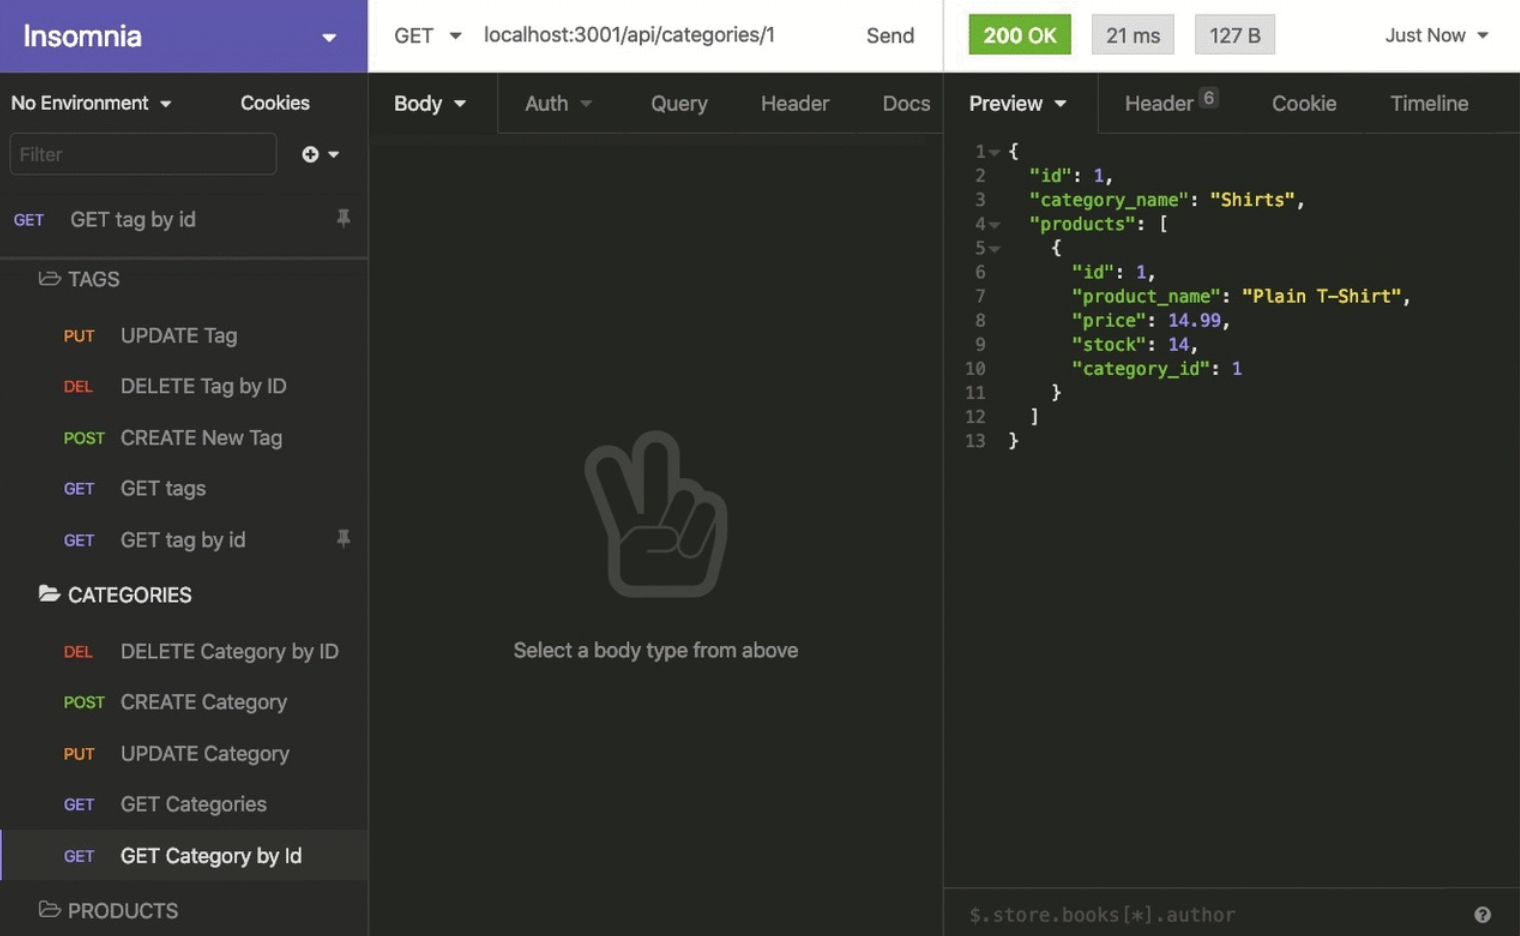 Insomnia
GET localhost:3001/api/categories/1 Send
200 OK 21 ms 127 B Just Now
No Environment Cookies
Filter
GET GET tag by id
TAGS
PUT UPDATE Tag
DEL DELETE Tag by ID
POST CREATE New Tag
GET GET tags
GET GET tag by id
CATEGORIES
DEL DELETE Category by ID
POST CREATE Category
PUT UPDATE Category
GET GET Categories
GET GET Category by Id
PRODUCTS
Body Auth Query Header Docs
Select a body type from above
Preview Header 6 Cookie Timeline
1 {
2 "id": 1,
3 "category_name": "Shirts",
4 "products": [
5 {
6 "id": 1,
7 "product_name": "Plain T-Shirt",
8 "price": 14.99,
9 "stock": 14,
10 "category_id": 1
11 }
12 ]
13 }
$.store.books[*].author